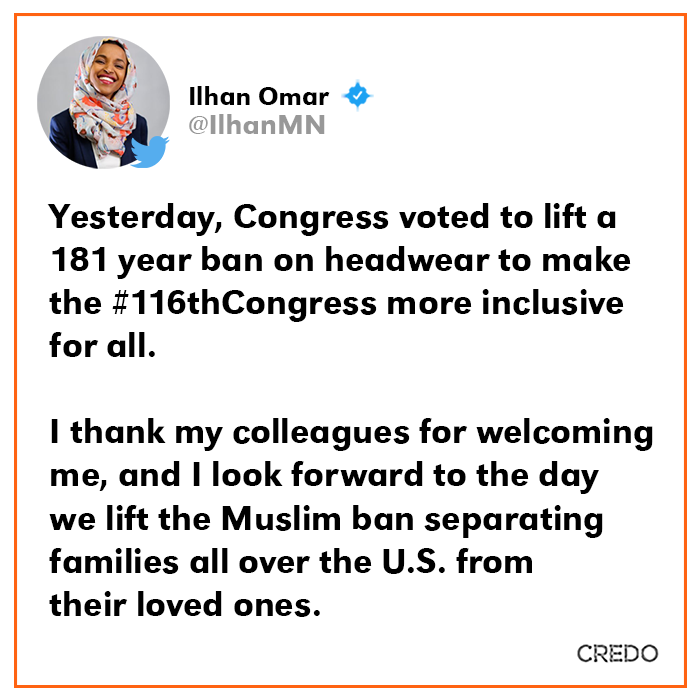 Ilhan Omar
@IlhanMN
Yesterday, Congress voted to lift a
181 year ban on headwear to make
the #116thCongress more inclusive
for all.
I thank my colleagues for welcoming
me, and I look forward to the day
we lift the Muslim ban separating
families all over the U.S. from
their loved ones.
CREDO